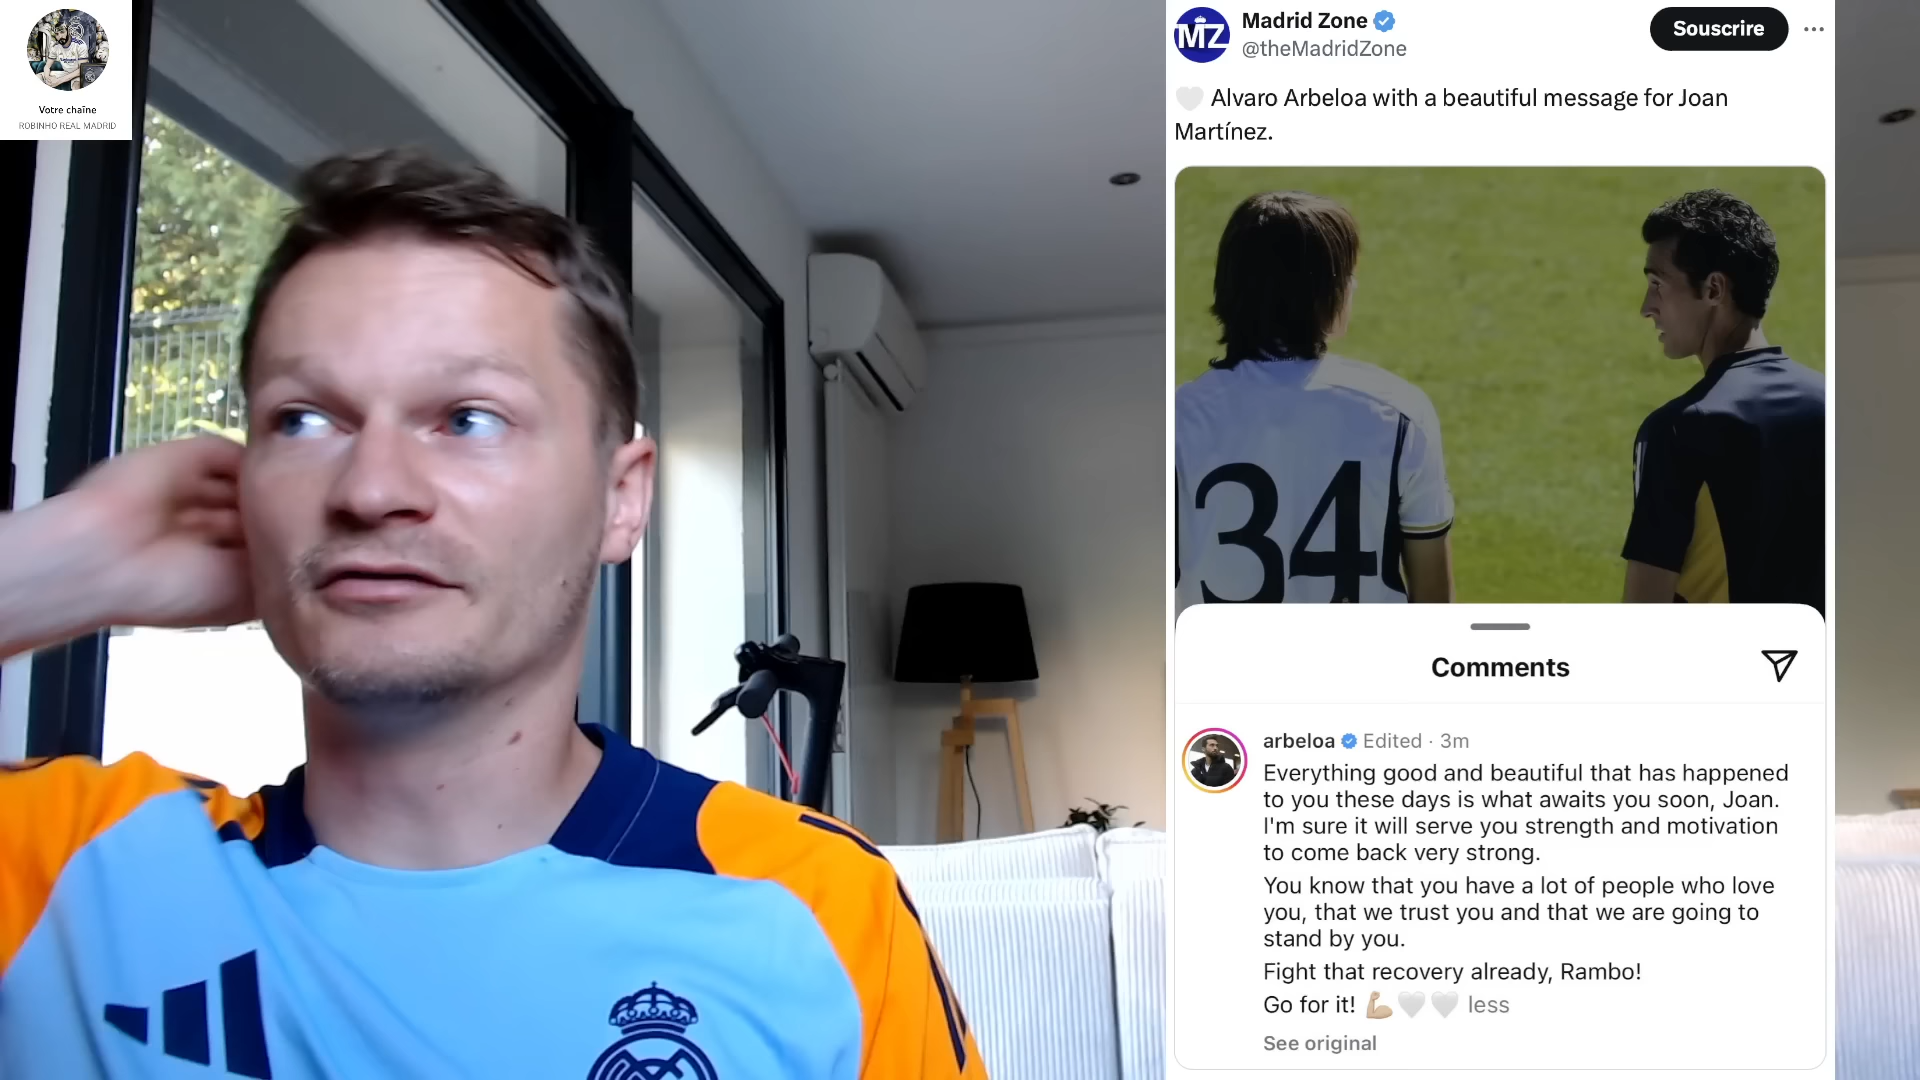 Votre chaîne
ROBINHO REAL MADRID
MZ
Madrid Zone
@theMadridZone
Souscrire
🤍 Alvaro Arbeloa with a beautiful message for Joan
Martínez.
34
Comments
arbeloa Edited · 3m
Everything good and beautiful that has happened
to you these days is what awaits you soon, Joan.
I'm sure it will serve you strength and motivation
to come back very strong.
You know that you have a lot of people who love
you, that we trust you and that we are going to
stand by you.
Fight that recovery already, Rambo!
Go for it! 💪🏼🤍🤍 less
See original